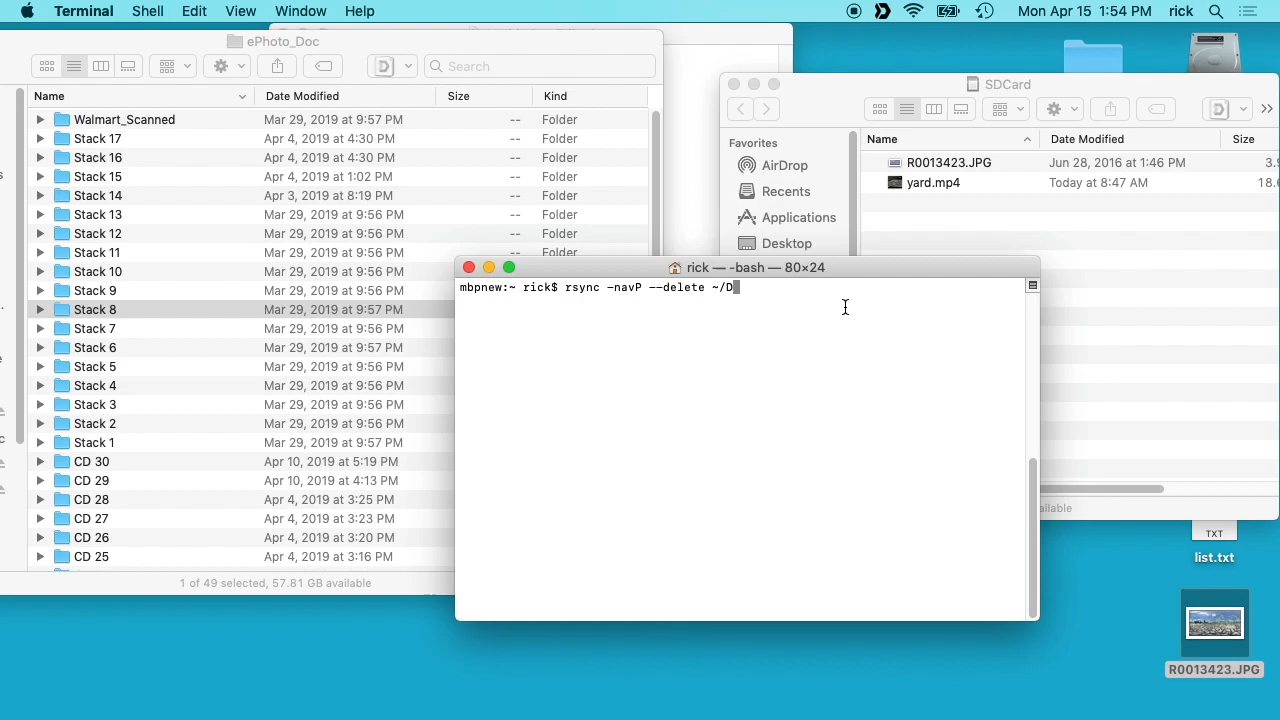 Terminal Shell Edit View Window Help Mon Apr 15 1:54 PM rick
ePhoto_Doc
Search
Name Date Modified Size Kind
Walmart_Scanned Mar 29, 2019 at 9:57 PM -- Folder
Stack 17 Apr 4, 2019 at 4:30 PM -- Folder
Stack 16 Apr 4, 2019 at 4:30 PM -- Folder
Stack 15 Apr 4, 2019 at 1:02 PM -- Folder
Stack 14 Apr 3, 2019 at 8:19 PM -- Folder
Stack 13 Mar 29, 2019 at 9:56 PM -- Folder
Stack 12 Mar 29, 2019 at 9:56 PM -- Folder
Stack 11 Mar 29, 2019 at 9:56 PM -- Folder
Stack 10 Mar 29, 2019 at 9:56 PM
Stack 9 Mar 29, 2019 at 9:56 PM
Stack 8 Mar 29, 2019 at 9:57 PM
Stack 7 Mar 29, 2019 at 9:56 PM
Stack 6 Mar 29, 2019 at 9:57 PM
Stack 5 Mar 29, 2019 at 9:56 PM
Stack 4 Mar 29, 2019 at 9:56 PM
Stack 3 Mar 29, 2019 at 9:56 PM
Stack 2 Mar 29, 2019 at 9:56 PM
Stack 1 Mar 29, 2019 at 9:57 PM
CD 30 Apr 10, 2019 at 5:19 PM
CD 29 Apr 10, 2019 at 4:13 PM
CD 28 Apr 4, 2019 at 3:25 PM
CD 27 Apr 4, 2019 at 3:23 PM
CD 26 Apr 4, 2019 at 3:20 PM
CD 25 Apr 4, 2019 at 3:16 PM
1 of 49 selected, 57.81 GB available
SDCard
Favorites
AirDrop
Recents
Applications
Desktop
Name Date Modified Size
R0013423.JPG Jun 28, 2016 at 1:46 PM 3.9
yard.mp4 Today at 8:47 AM 18.6
ailable
rick — -bash — 80×24
mbpnew:~ rick$ rsync -navP --delete ~/D
TXT
list.txt
R0013423.JPG